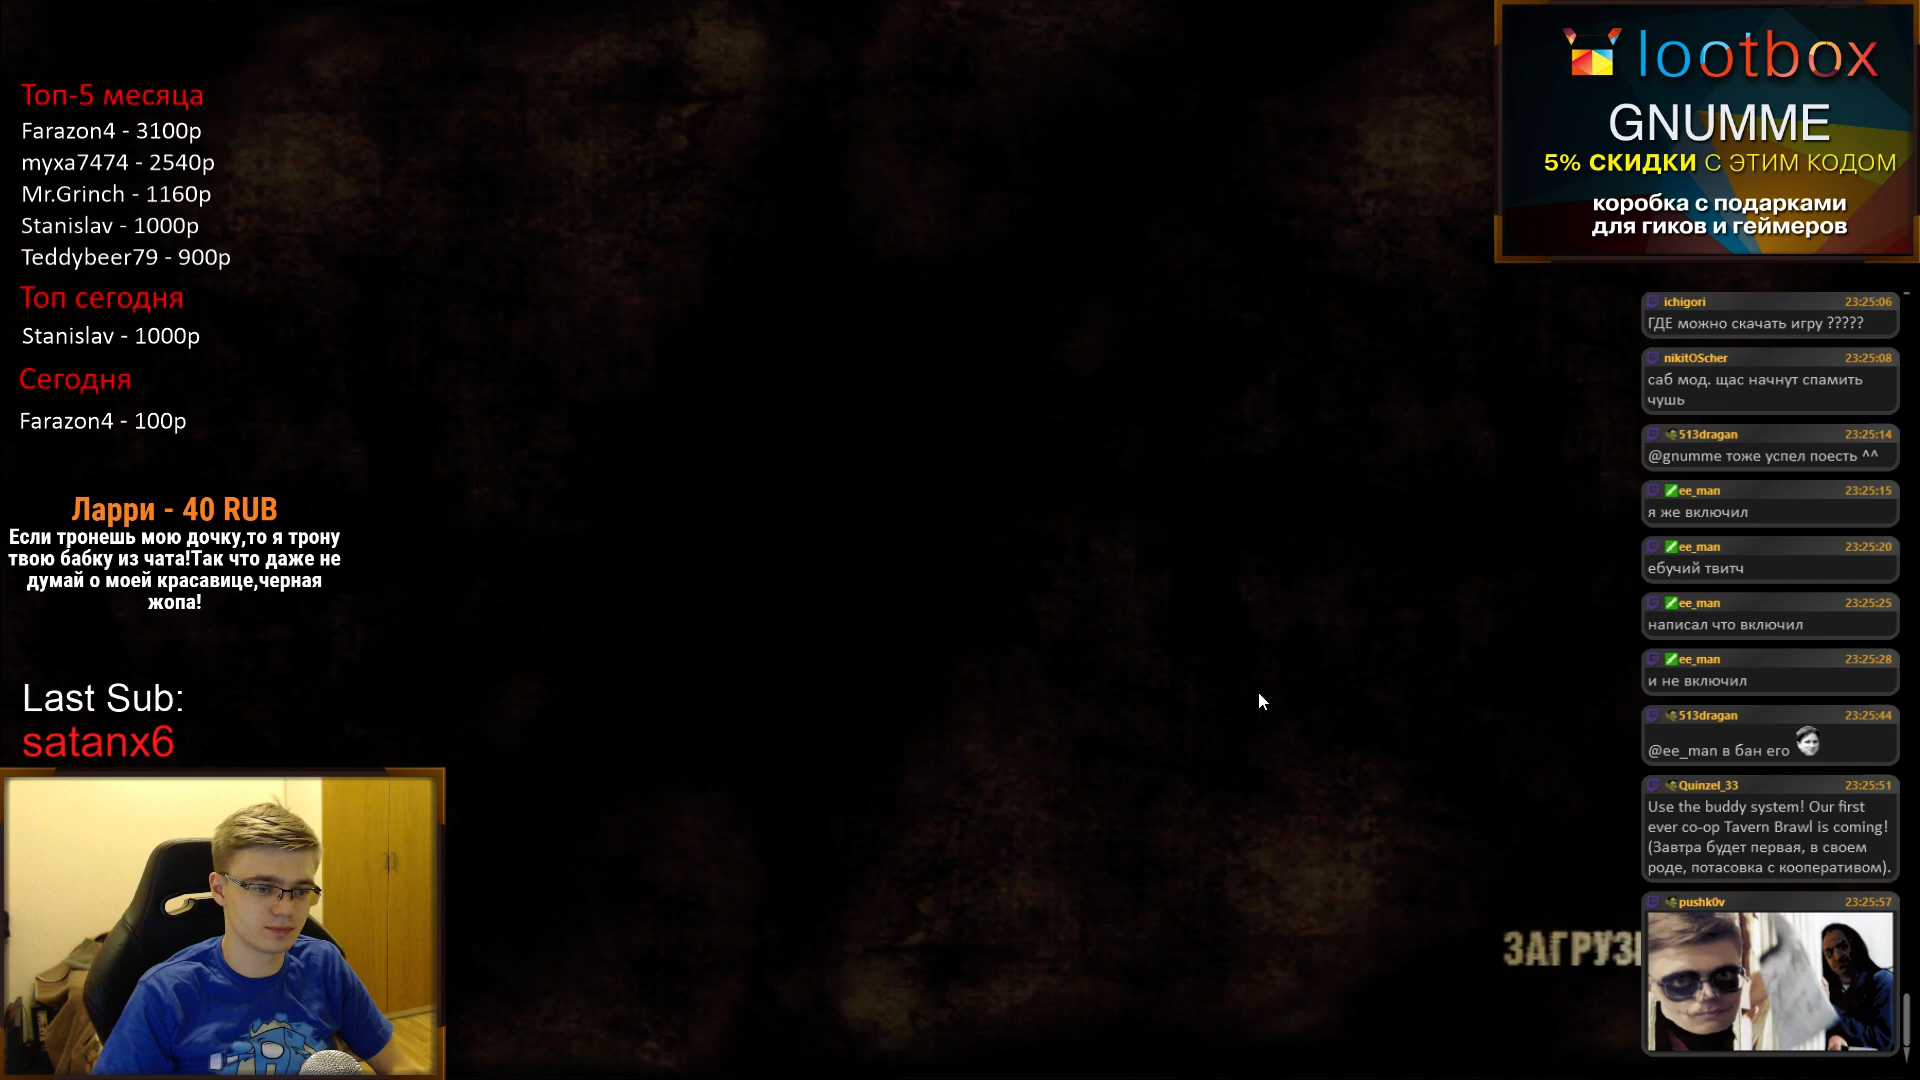 Топ-5 месяца
Farazon4 - 3100р
myxa7474 - 2540р
Mr.Grinch - 1160р
Stanislav - 1000р
Teddybeer79 - 900р
Топ сегодня
Stanislav - 1000р
Сегодня
Farazon4 - 100р
Ларри - 40 RUB
Если тронешь мою дочку,то я трону
твою бабку из чата!Так что даже не
думай о моей красавице,черная
жопа!
Last Sub:
satanx6
lootbox
GNUMME
5% СКИДКИ С ЭТИМ КОДОМ
коробка с подарками
для гиков и геймеров
ichigori 23:25:06
ГДЕ можно скачать игру ?????
nikitOScher 23:25:08
саб мод. щас начнут спамить
чушь
513dragan 23:25:14
@gnumme тоже успел поесть ^^
ee_man 23:25:15
я же включил
ee_man 23:25:20
ебучий твитч
ee_man 23:25:25
написал что включил
ee_man 23:25:28
и не включил
513dragan 23:25:44
@ee_man в бан его
Quinzel_33 23:25:51
Use the buddy system! Our first
ever co-op Tavern Brawl is coming!
(Завтра будет первая, в своем
роде, потасовка с кооперативом).
pushk0v 23:25:57